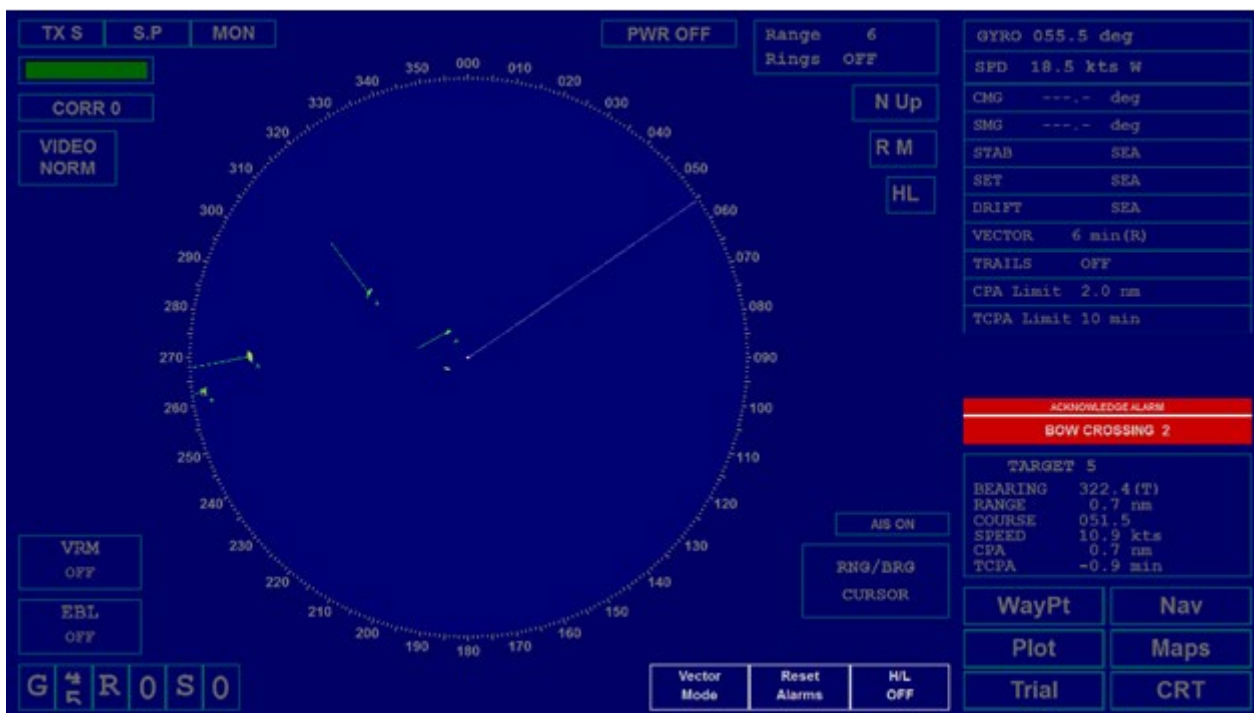 TX S S.P MON
PWR OFF
Range 6
Rings OFF
CORR 0
VIDEO
NORM
N Up
R M
HL
GYRO 055.5 deg
SPD 18.5 kts W
CMG ---.- deg
SMG ---.- deg
STAB SEA
SET SEA
DRIFT SEA
VECTOR 6 min(R)
TRAILS OFF
CPA Limit 2.0 nm
TCPA Limit 10 min
000
010
020
030
040
050
060
070
080
090
100
110
120
130
140
150
160
170
180
190
200
210
220
230
240
250
260
270
280
290
300
310
320
330
340
350
ACKNOWLEDGE ALARM
BOW CROSSING 2
TARGET 5
BEARING 322.4(T)
RANGE 0.7 nm
COURSE 051.5
SPEED 10.9 kts
CPA 0.7 nm
TCPA -0.9 min
AIS ON
RNG/BRG
CURSOR
VRM
OFF
EBL
OFF
WayPt Nav
Plot Maps
Trial CRT
G R 0 S 0
Vector
Mode
Reset
Alarms
H/L
OFF